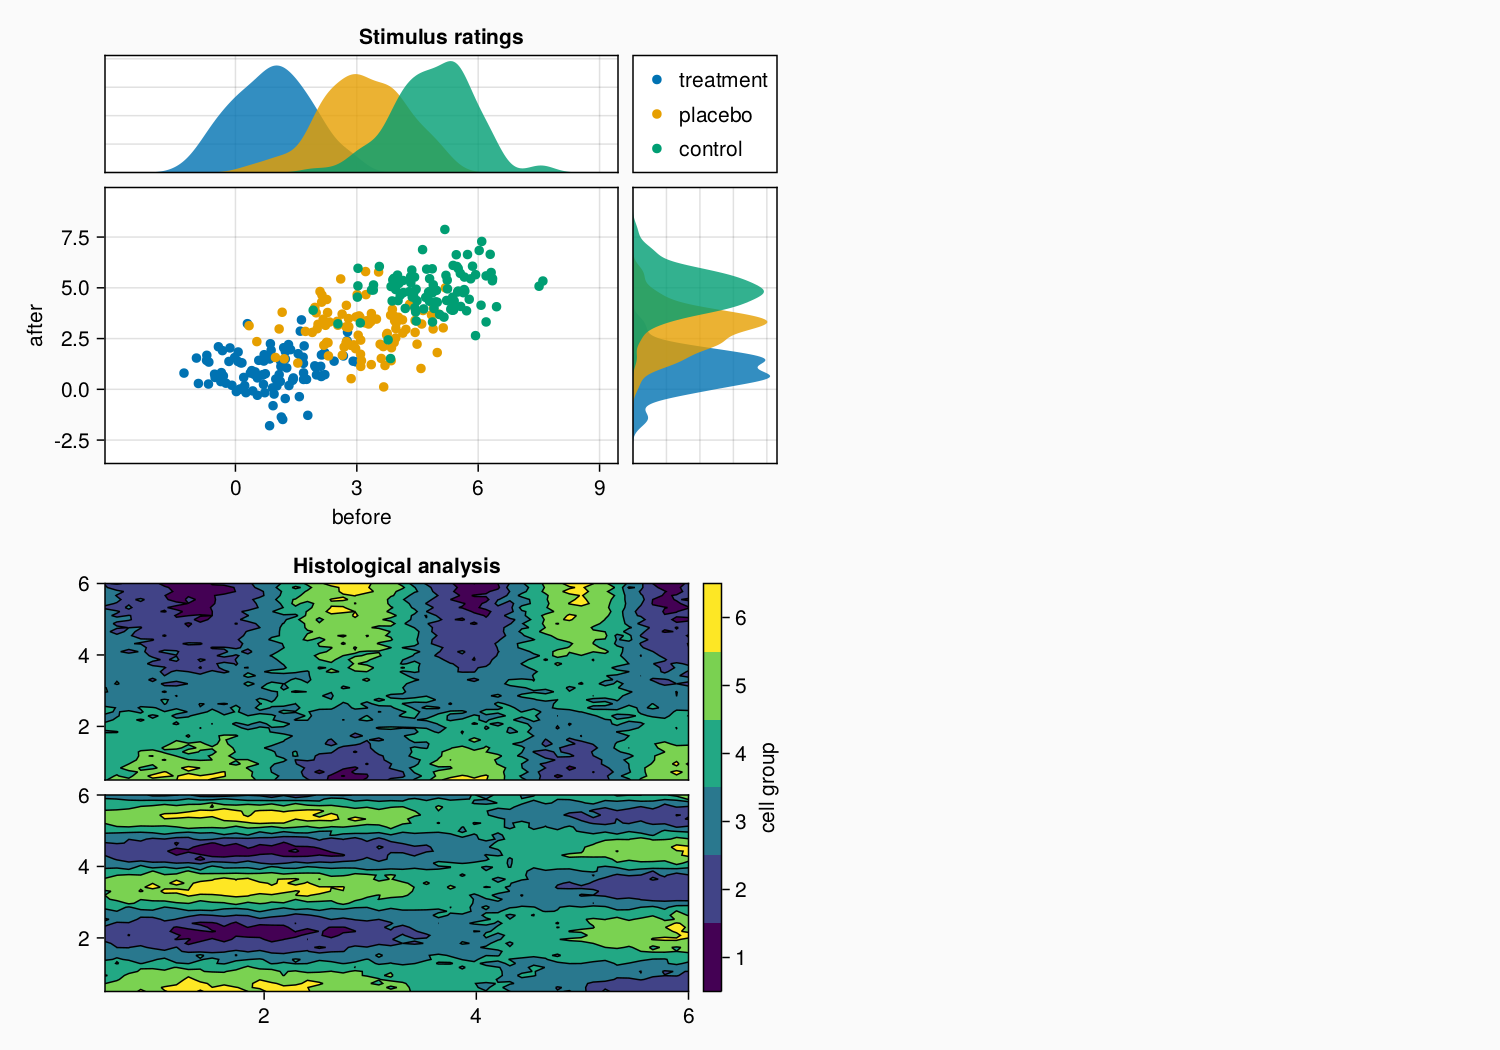 Stimulus ratings
treatment
placebo
control
7.5
5.0
2.5
0.0
-2.5
after
0 3 6 9
before
Histological analysis
6
4
2
6
4
2
2 4 6
6
5
4
3
2
1
cell group